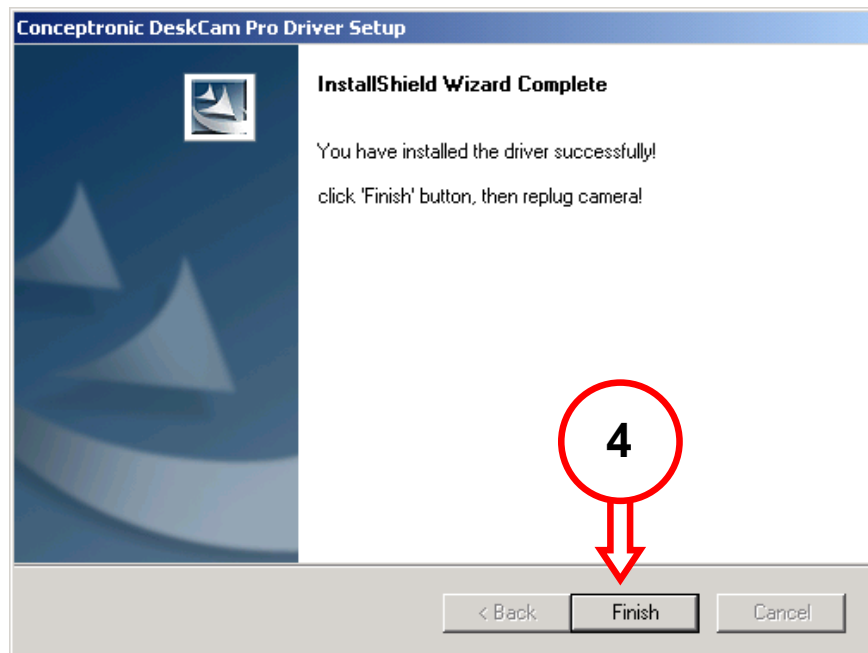 Conceptronic DeskCam Pro Driver Setup
InstallShield Wizard Complete
You have installed the driver successfully!
click 'Finish' button, then replug camera!
4
< Back Finish Cancel